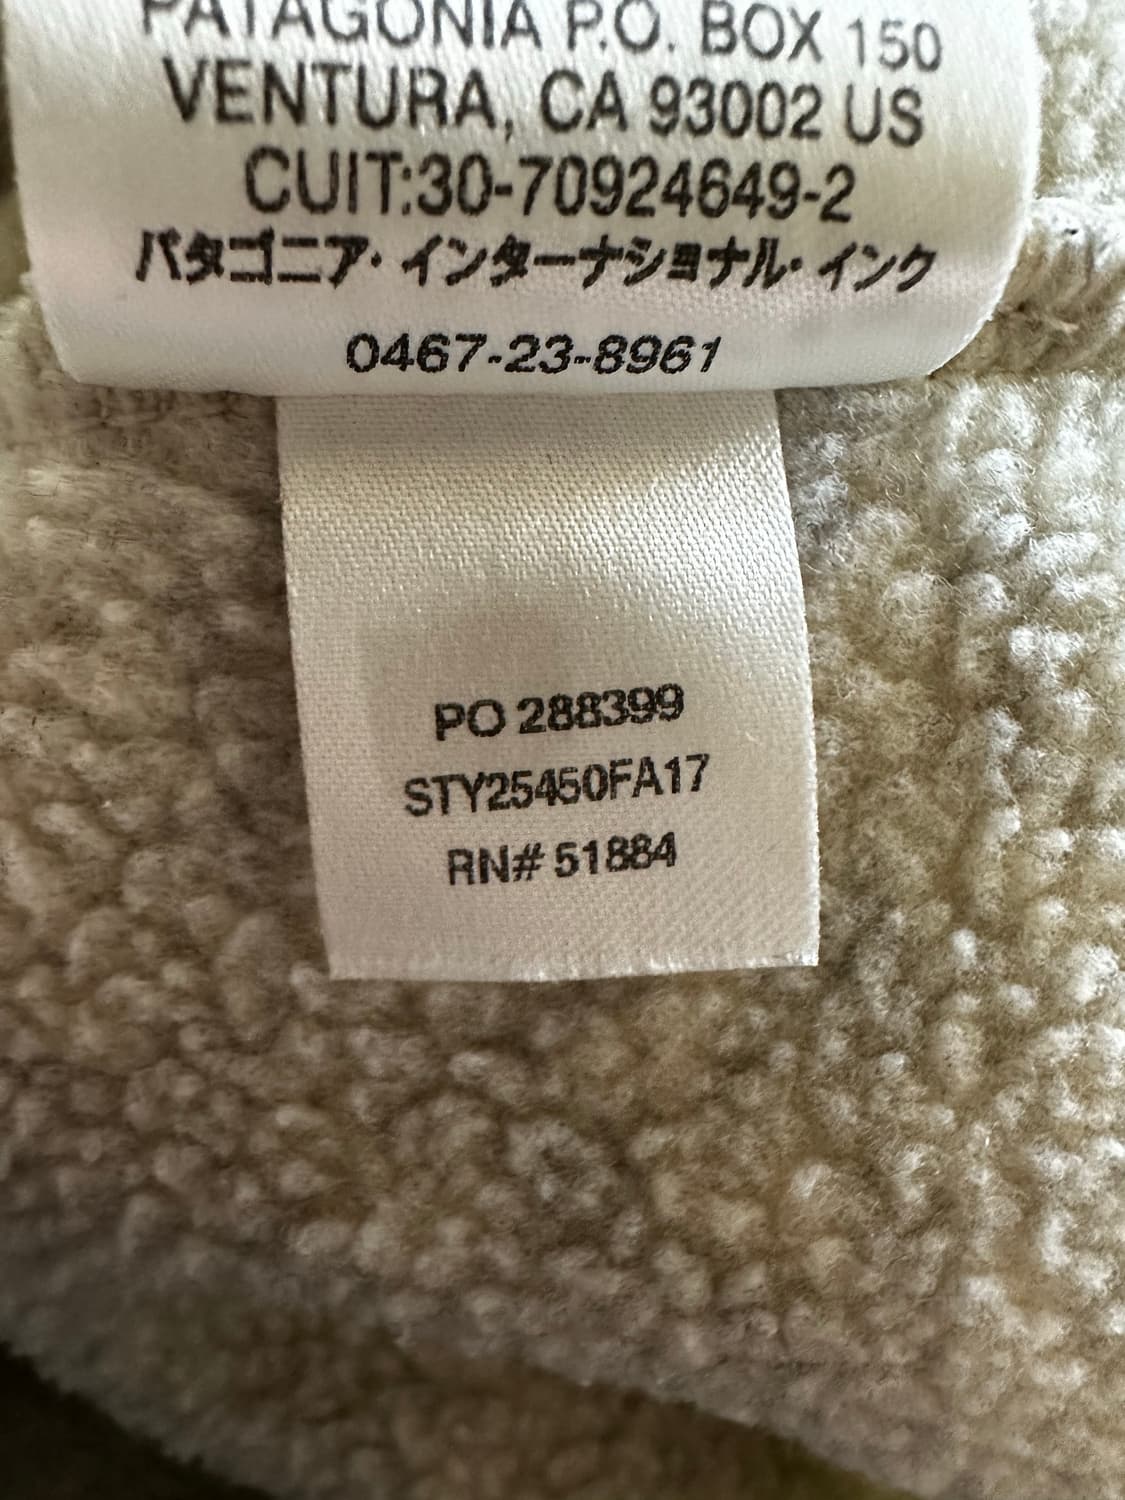 PATAGONIA P.O. BOX 150
VENTURA, CA 93002 US
CUIT:30-70924649-2
パタゴニア・インターナショナル・インク
0467-23-8961
PO 288399
STY25450FA17
RN# 51884